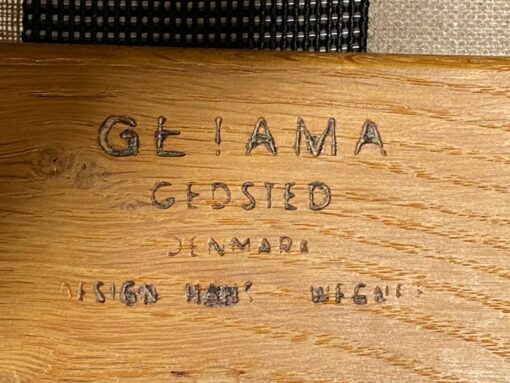 GETAMA
GEDSTED
DENMARK
DESIGN HANS WEGNER